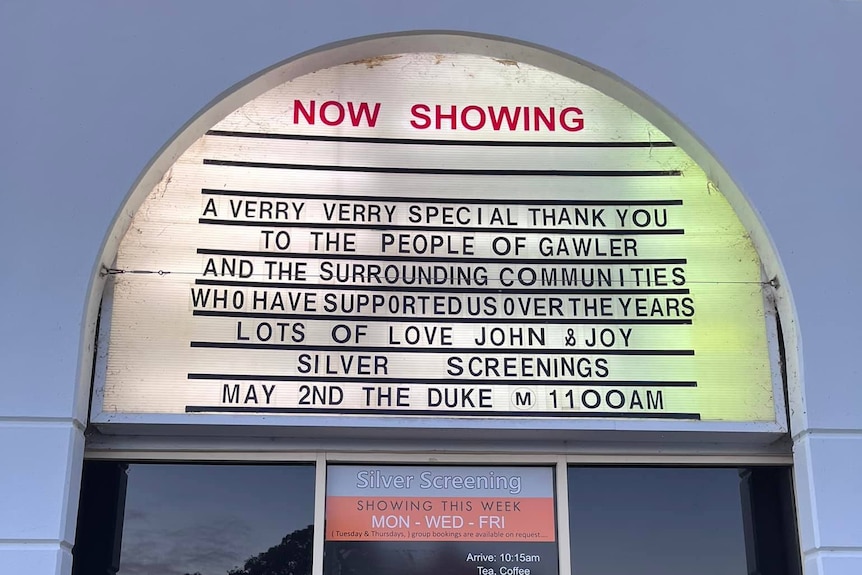 NOW SHOWING
A VERRY VERRY SPECIAL THANK YOU
TO THE PEOPLE OF GAWLER
AND THE SURROUNDING COMMUNITIES
WHO HAVE SUPPORTED US OVER THE YEARS
LOTS OF LOVE JOHN & JOY
SILVER SCREENINGS
MAY 2ND THE DUKE M 1100AM
Silver Screening
SHOWING THIS WEEK
MON - WED - FRI
( Tuesday & Thursdays, ) group bookings are available on request....
Arrive: 10:15am
Tea, Coffee